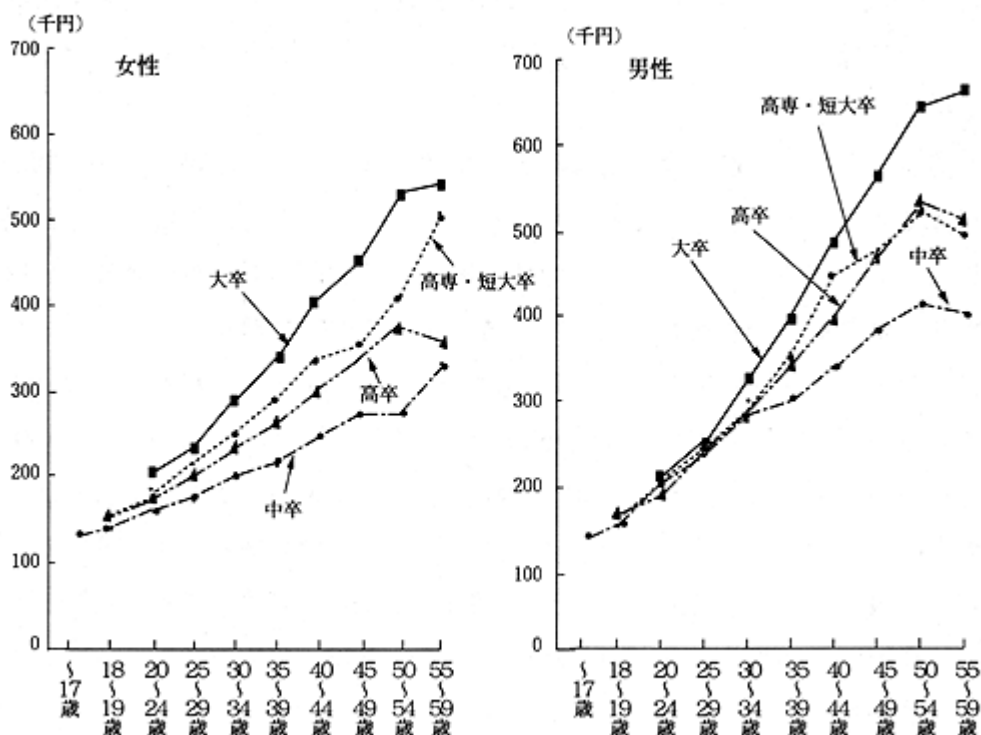 (千円)
女性
700
600
500
400
300
200
100
0
大卒
高専・短大卒
高卒
中卒
〜17歳
18〜19歳
20〜24歳
25〜29歳
30〜34歳
35〜39歳
40〜44歳
45〜49歳
50〜54歳
55〜59歳
(千円)
男性
700
600
500
400
300
200
100
0
高専・短大卒
高卒
大卒
中卒
〜17歳
18〜19歳
20〜24歳
25〜29歳
30〜34歳
35〜39歳
40〜44歳
45〜49歳
50〜54歳
55〜59歳